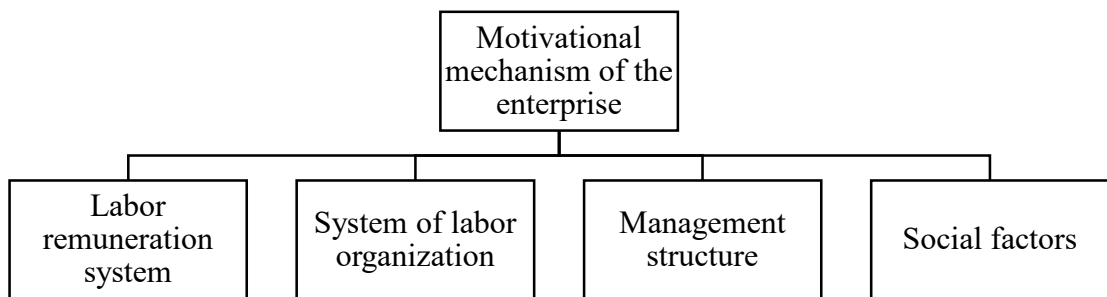 Motivational
mechanism of the
enterprise
Labor
remuneration
system
System of labor
organization
Management
structure
Social factors